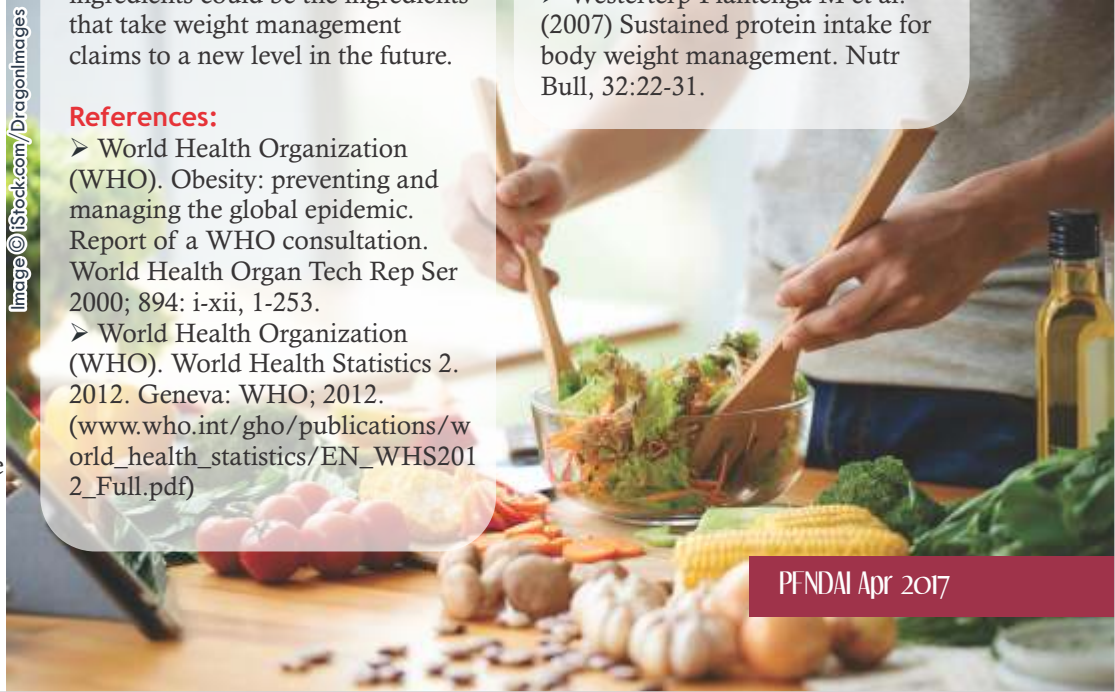 ingredients could be the ingredients
that take weight management
claims to a new level in the future.
References:
➢ World Health Organization
(WHO). Obesity: preventing and
managing the global epidemic.
Report of a WHO consultation.
World Health Organ Tech Rep Ser
2000; 894: i-xii, 1-253.
➢ World Health Organization
(WHO). World Health Statistics 2.
2012. Geneva: WHO; 2012.
(www.who.int/gho/publications/w
orld_health_statistics/EN_WHS201
2_Full.pdf)
➢ Westerterp-Plantenga M et al.
(2007) Sustained protein intake for
body weight management. Nutr
Bull, 32:22-31.
Image © iStock.com/DragonImages
PFNDAI Apr 2017